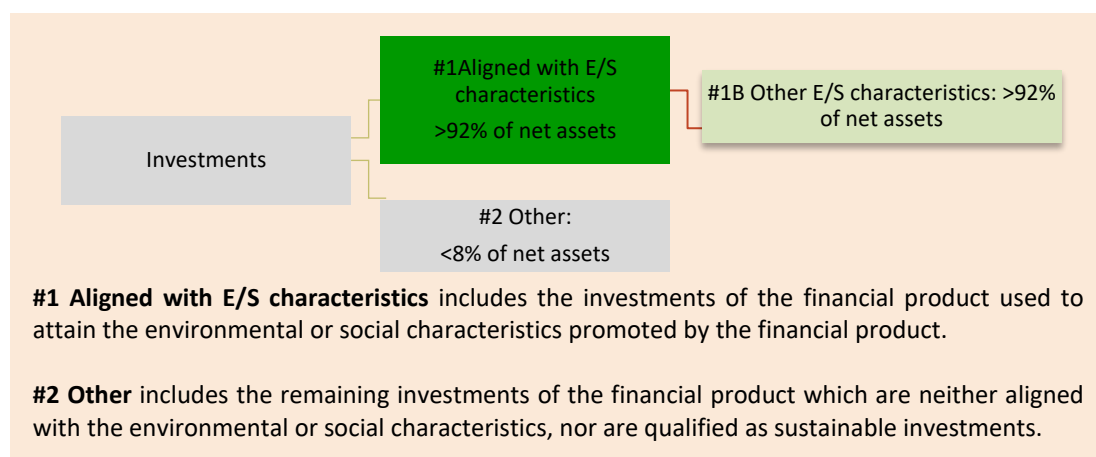 #1Aligned with E/S
characteristics
>92% of net assets
#1B Other E/S characteristics: >92%
of net assets
Investments
#2 Other:
<8% of net assets
#1 Aligned with E/S characteristics includes the investments of the financial product used to
attain the environmental or social characteristics promoted by the financial product.
#2 Other includes the remaining investments of the financial product which are neither aligned
with the environmental or social characteristics, nor are qualified as sustainable investments.